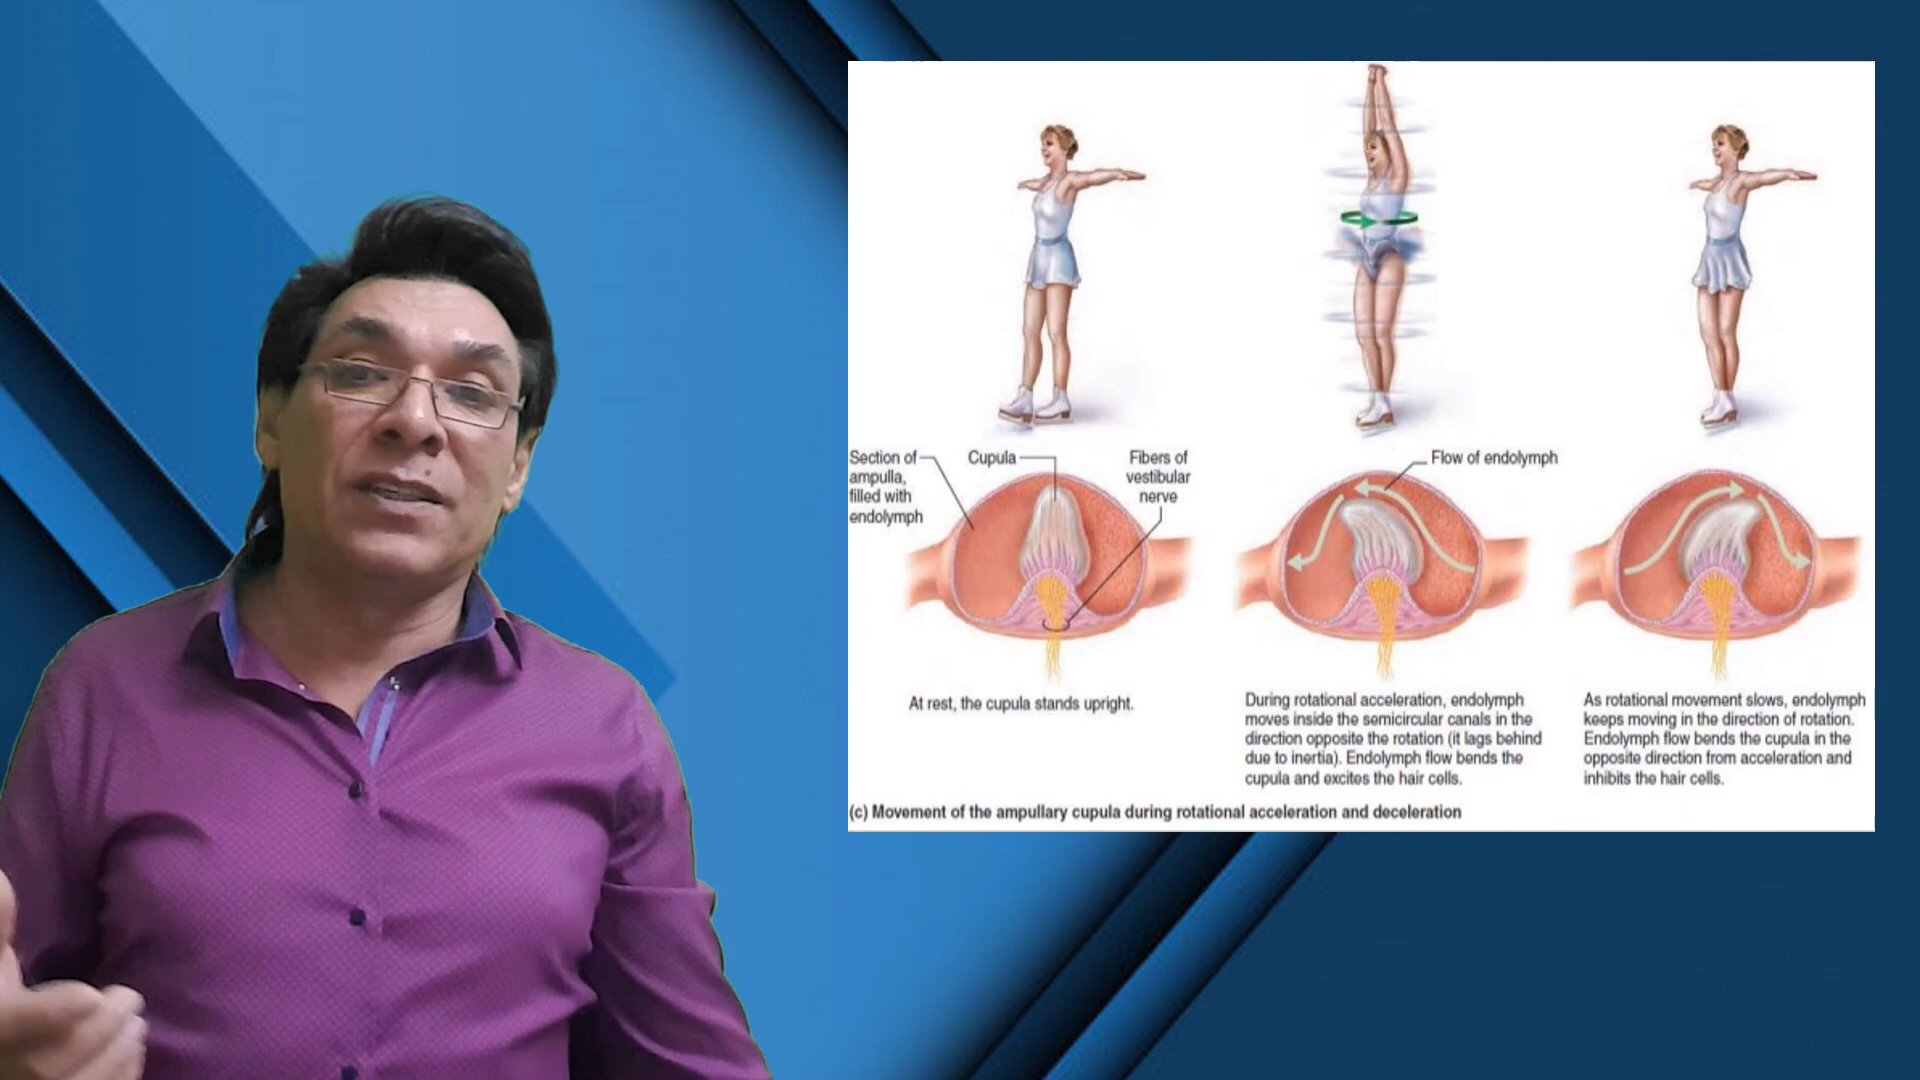 Section of
ampulla,
filled with
endolymph
Cupula
Fibers of
vestibular
nerve
Flow of endolymph
At rest, the cupula stands upright.
During rotational acceleration, endolymph
moves inside the semicircular canals in the
direction opposite the rotation (it lags behind
due to inertia). Endolymph flow bends the
cupula and excites the hair cells.
As rotational movement slows, endolymph
keeps moving in the direction of rotation.
Endolymph flow bends the cupula in the
opposite direction from acceleration and
inhibits the hair cells.
(c) Movement of the ampullary cupula during rotational acceleration and deceleration